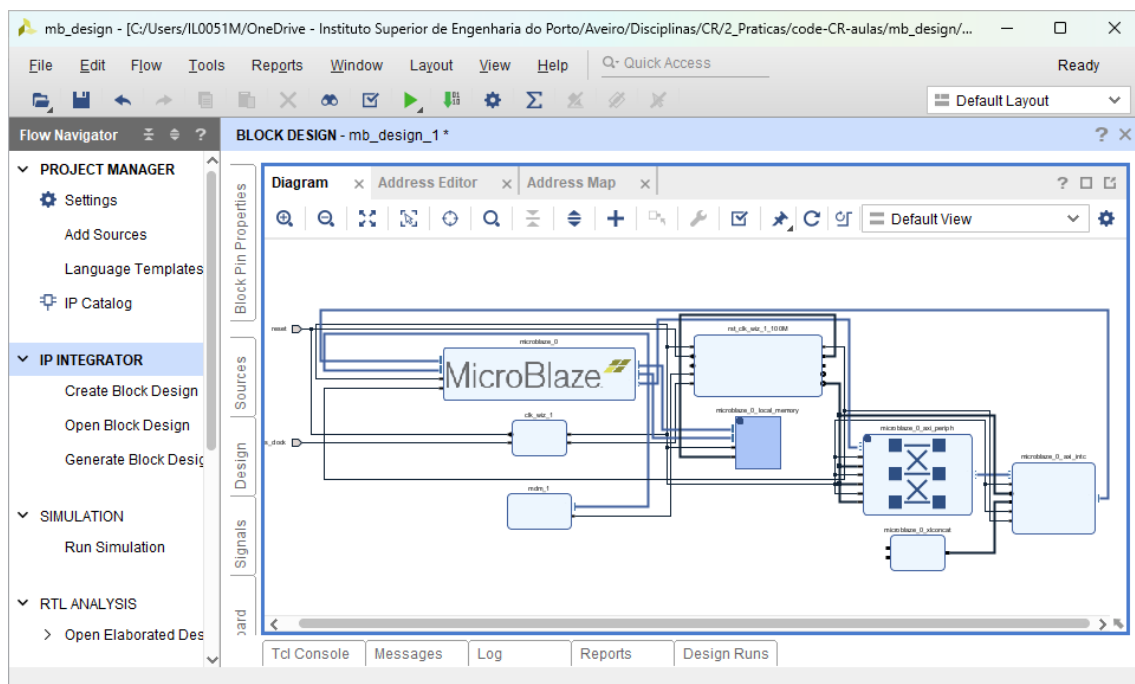 mb_design - [C:/Users/IL0051M/OneDrive - Instituto Superior de Engenharia do Porto/Aveiro/Disciplinas/CR/2_Praticas/code-CR-aulas/mb_design/...
File Edit Flow Tools Reports Window Layout View Help Q- Quick Access Ready
Default Layout
Flow Navigator ?
BLOCK DESIGN - mb_design_1 * ?
PROJECT MANAGER
Settings
Add Sources
Language Templates
IP Catalog
IP INTEGRATOR
Create Block Design
Open Block Design
Generate Block Desig
SIMULATION
Run Simulation
RTL ANALYSIS
Open Elaborated Des
Block Pin Properties
Sources
Design
Signals
Diagram Address Editor Address Map ?
Default View
reset
microblaze_0
MicroBlaze
rst_clk_wiz_1_100M
clk_wiz_1
microblaze_0_local_memory
microblaze_0_axi_periph
microblaze_0_axi_intc
mdm_1
microblaze_0_xlconcat
Tcl Console Messages Log Reports Design Runs